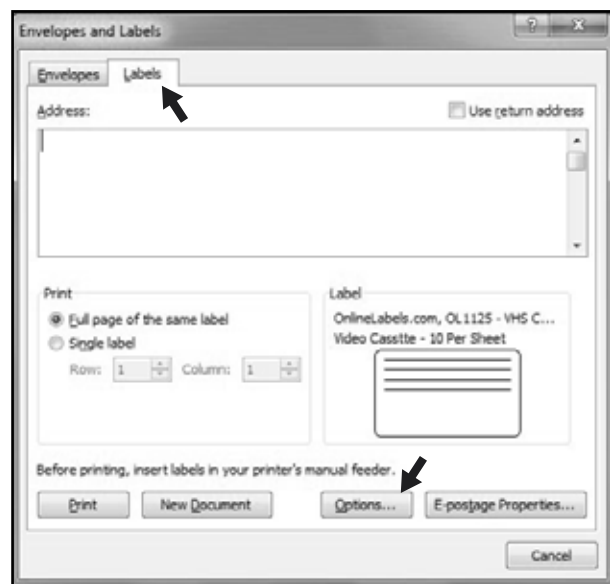 Envelopes and Labels
Envelopes Labels
Address: Use return address
Print
Full page of the same label
Single label
Row: 1 Column: 1
Label
OnlineLabels.com, OL1125 - VHS C...
Video Casstte - 10 Per Sheet
Before printing, insert labels in your printer's manual feeder.
Print New Document Options... E-postage Properties...
Cancel